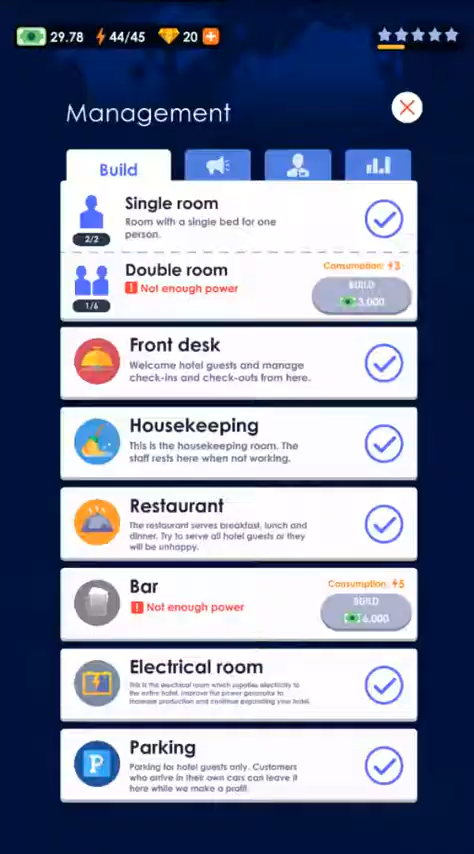 29.78 44/45 20
Management
Build
Single room
Room with a single bed for one
person.
2/2
Double room
Consumption: 3
! Not enough power
BUILD
3.000
1/6
Front desk
Welcome hotel guests and manage
check-ins and check-outs from here.
Housekeeping
This is the housekeeping room. The
staff rests here when not working.
Restaurant
The restaurant serves breakfast, lunch and
dinner. Try to serve all hotel guests or they
will be unhappy.
Bar
Consumption: 5
! Not enough power
BUILD
6.000
Electrical room
This is the electrical room which supplies electricity to
the entire hotel. Improve the power generator to
increase production and continue expanding your hotel.
Parking
P
Parking for hotel guests only. Customers
who arrive in their own cars can leave it
here while we make a profit.